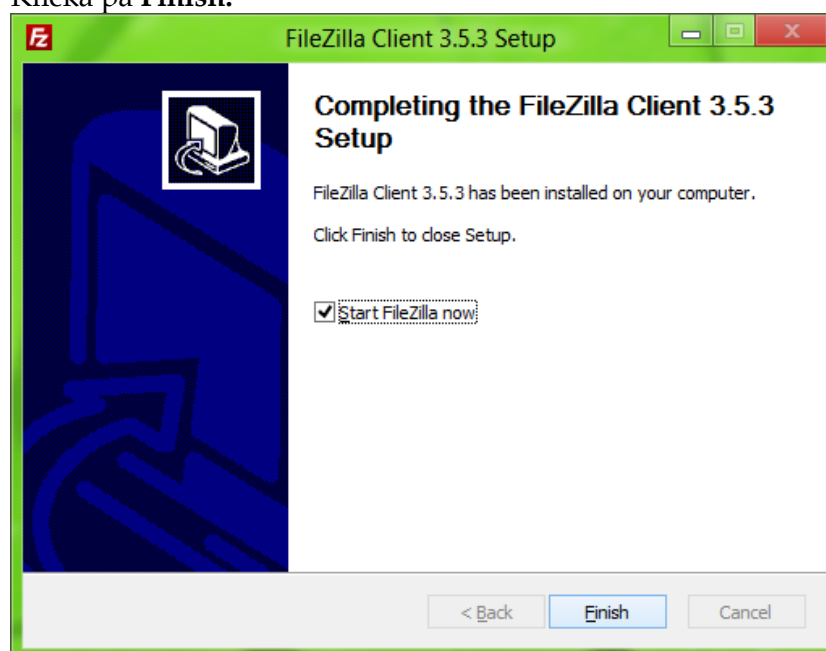 Klicka på Finish.
FileZilla Client 3.5.3 Setup
Completing the FileZilla Client 3.5.3
Setup
FileZilla Client 3.5.3 has been installed on your computer.
Click Finish to close Setup.
Start FileZilla now
< Back Finish Cancel